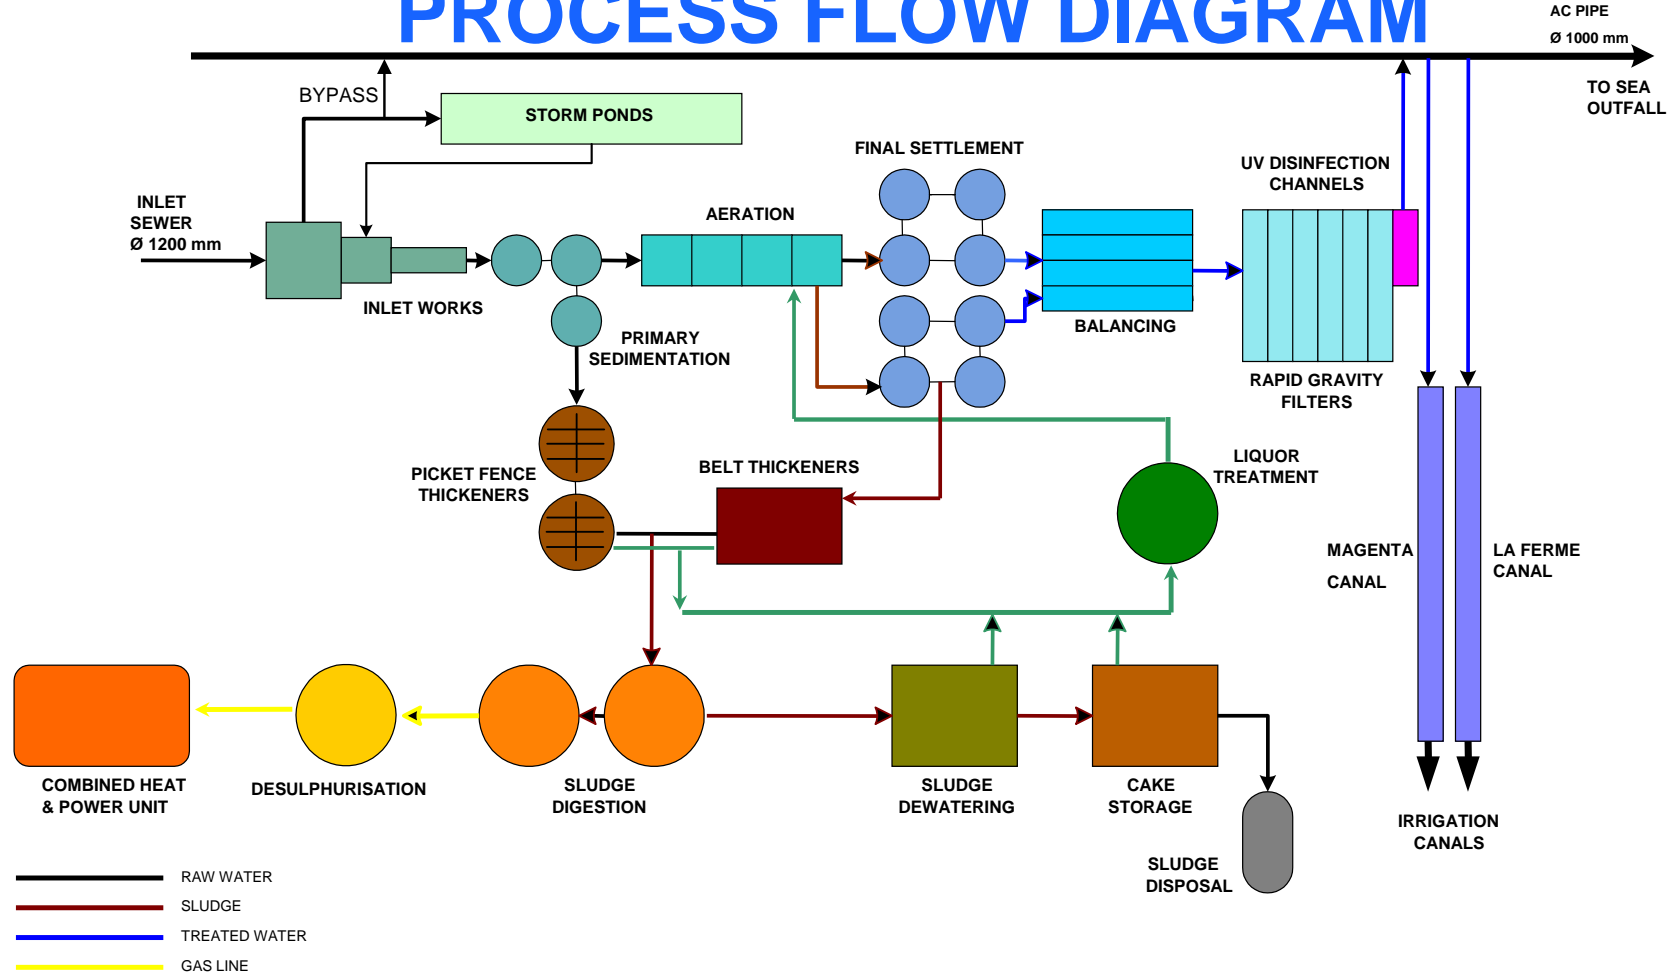 PROCESS FLOW DIAGRAM
AC PIPE
Ø 1000 mm
TO SEA
OUTFALL
BYPASS
STORM PONDS
FINAL SETTLEMENT
UV DISINFECTION
CHANNELS
INLET
SEWER
Ø 1200 mm
AERATION
INLET WORKS
PRIMARY
SEDIMENTATION
BALANCING
RAPID GRAVITY
FILTERS
PICKET FENCE
THICKENERS
BELT THICKENERS
LIQUOR
TREATMENT
MAGENTA
CANAL
LA FERME
CANAL
COMBINED HEAT
& POWER UNIT
DESULPHURISATION
SLUDGE
DIGESTION
SLUDGE
DEWATERING
CAKE
STORAGE
IRRIGATION
CANALS
SLUDGE
DISPOSAL
RAW WATER
SLUDGE
TREATED WATER
GAS LINE